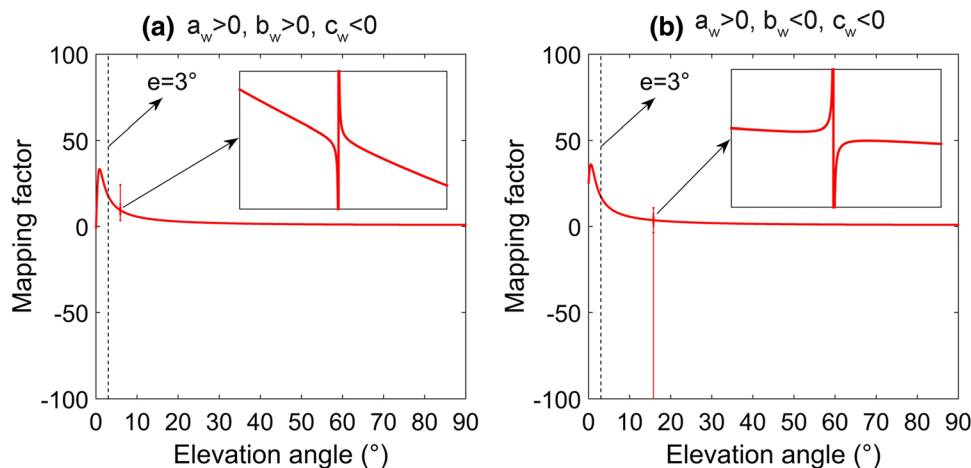 (a) a_w>0, b_w>0, c_w<0
100
50
0
-50
-100
Mapping factor
e=3°
0 10 20 30 40 50 60 70 80 90
Elevation angle (°)
(b) a_w>0, b_w<0, c_w<0
100
50
0
-50
-100
Mapping factor
e=3°
0 10 20 30 40 50 60 70 80 90
Elevation angle (°)